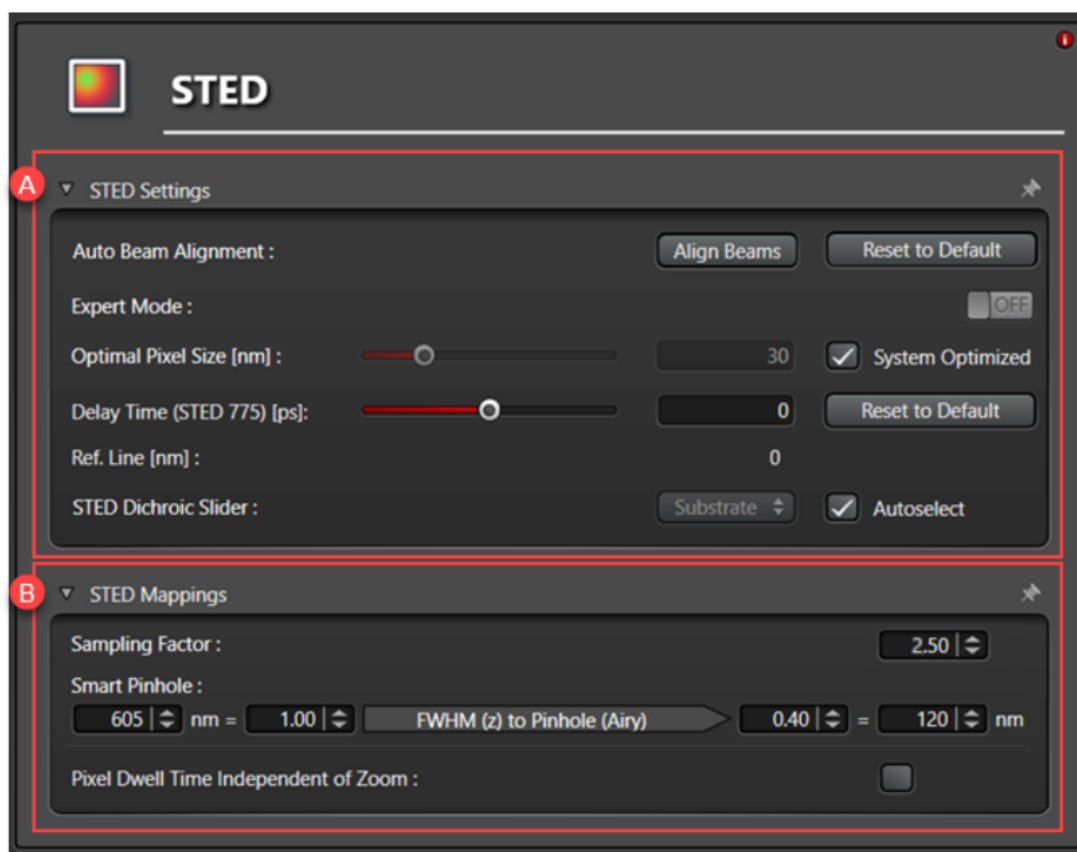 STED
A
STED Settings
Auto Beam Alignment : Align Beams Reset to Default
Expert Mode : OFF
Optimal Pixel Size [nm] : 30 System Optimized
Delay Time (STED 775) [ps]: 0 Reset to Default
Ref. Line [nm] : 0
STED Dichroic Slider : Substrate Autoselect
B
STED Mappings
Sampling Factor : 2.50
Smart Pinhole :
605 nm = 1.00 FWHM (z) to Pinhole (Airy) 0.40 = 120 nm
Pixel Dwell Time Independent of Zoom :